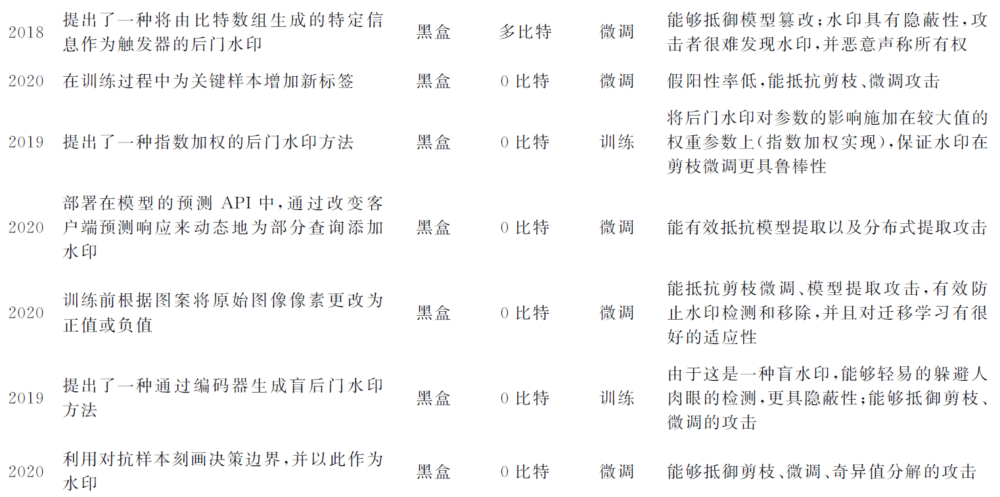 提出了一种将由比特数组生成的特定信
2018 息作为触发器的后门水印 黑盒 多比特 微调 能够抵御模型篡改;水印具有隐蔽性,攻
击者很难发现水印,并恶意声称所有权
2020 在训练过程中为关键样本增加新标签 黑盒 0 比特 微调 假阳性率低,能抵抗剪枝、微调攻击
将后门水印对参数的影响施加在较大值的
2019 提出了一种指数加权的后门水印方法 黑盒 0 比特 训练 权重参数上(指数加权实现),保证水印在
剪枝微调更具鲁棒性
部署在模型的预测 API 中,通过改变客
2020 户端预测响应来动态地为部分查询添加 黑盒 0 比特 微调 能有效抵抗模型提取以及分布式提取攻击
水印
能抵抗剪枝微调、模型提取攻击,有效防
2020 训练前根据图案将原始图像像素更改为 黑盒 0 比特 微调 止水印检测和移除,并且对迁移学习有很
正值或负值 好的适应性
由于这是一种盲水印,能够轻易的躲避人
2019 提出了一种通过编码器生成盲后门水印 黑盒 0 比特 训练 肉眼的检测,更具隐蔽性;能够抵御剪枝、
方法 微调的攻击
2020 利用对抗样本刻画决策边界,并以此作为 黑盒 0 比特 微调 能够抵御剪枝、微调、奇异值分解的攻击
水印